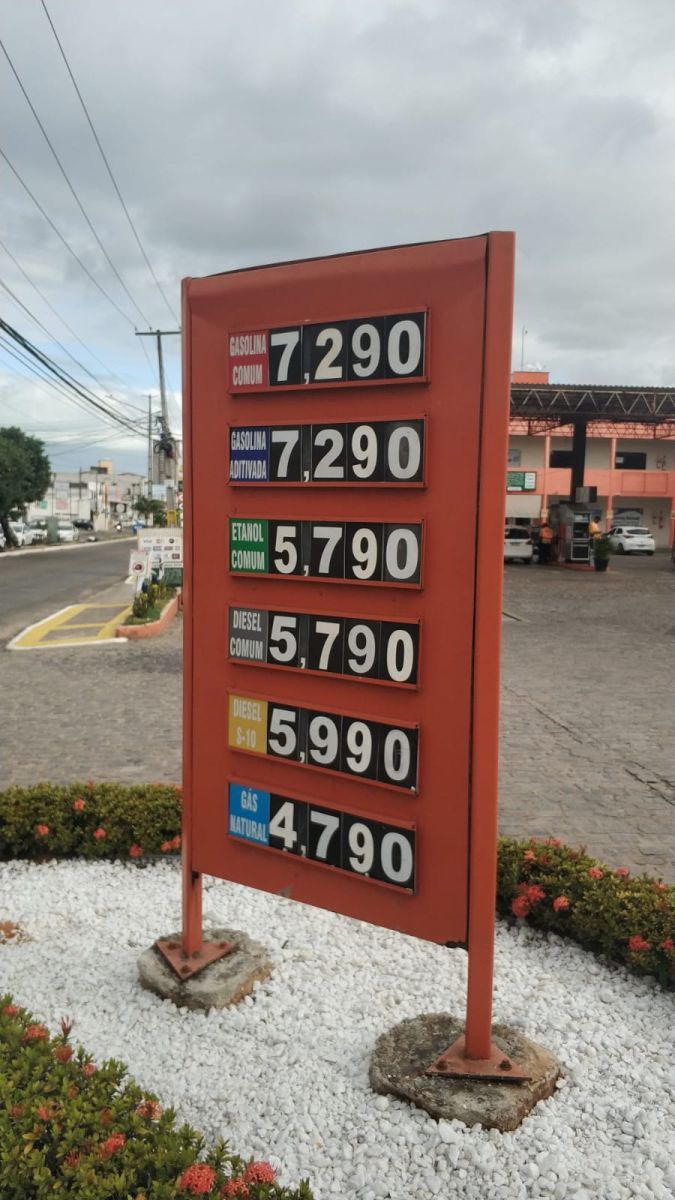 GASOLINA
COMUM
7,290
GASOLINA
ADITIVADA
7,290
ETANOL
COMUM
5,790
DIESEL
COMUM
5,790
DIESEL
S-10
5,990
GÁS
NATURAL
4,790